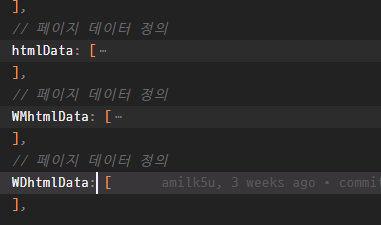 ],
// 페이지 데이터 정의
htmlData: [ ⋯
],
// 페이지 데이터 정의
WMhtmlData: [ ⋯
],
// 페이지 데이터 정의
WDhtmlData: [ amilk5u, 3 weeks ago • commit
],